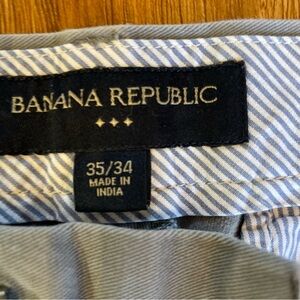 BANANA REPUBLIC
35/34
MADE IN
INDIA